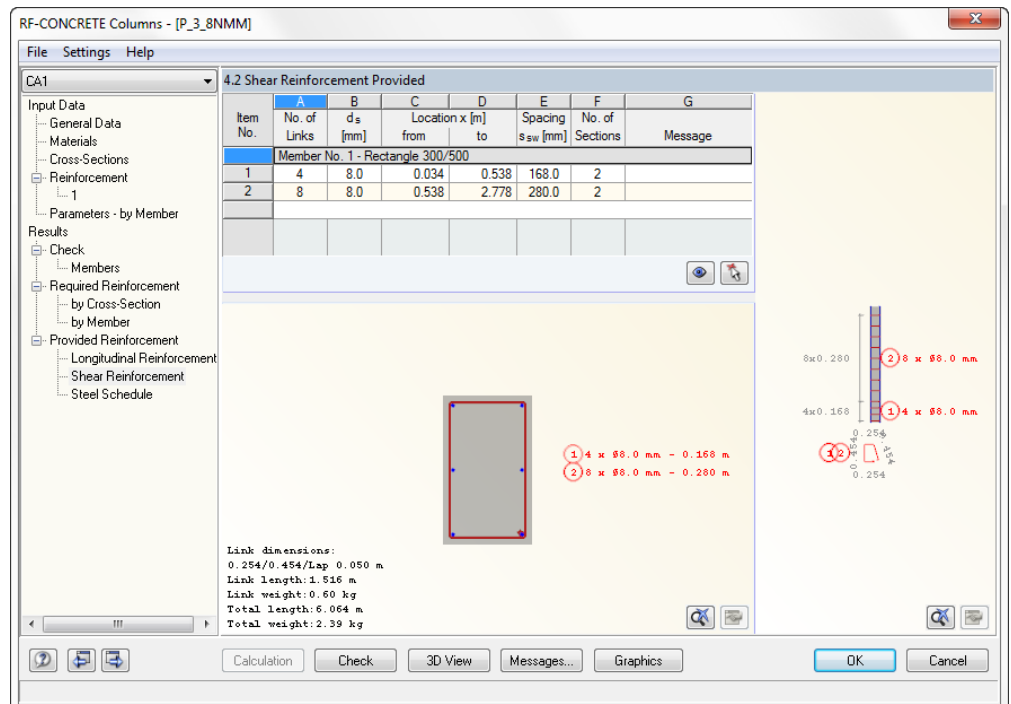 RF-CONCRETE Columns - [P_3_8NMM]
File Settings Help
CA1
Input Data
General Data
Materials
Cross-Sections
Reinforcement
1
Parameters - by Member
Results
Check
Members
Required Reinforcement
by Cross-Section
by Member
Provided Reinforcement
Longitudinal Reinforcement
Shear Reinforcement
Steel Schedule
4.2 Shear Reinforcement Provided
A B C D E F G
Item No. of ds Location x [m] Spacing No. of
No. Links [mm] from to ssw [mm] Sections Message
Member No. 1 - Rectangle 300/500
1 4 8.0 0.034 0.538 168.0 2
2 8 8.0 0.538 2.778 280.0 2
① 4 x Ø8.0 mm - 0.168 m
② 8 x Ø8.0 mm - 0.280 m
Link dimensions:
0.254/0.454/Lap 0.050 m
Link length:1.516 m
Link weight:0.60 kg
Total length:6.064 m
Total weight:2.39 kg
8x0.280 ② 8 x Ø8.0 mm
4x0.168 ① 4 x Ø8.0 mm
0.254
① ② 0.454 0.454
0.254
Calculation Check 3D View Messages... Graphics OK Cancel